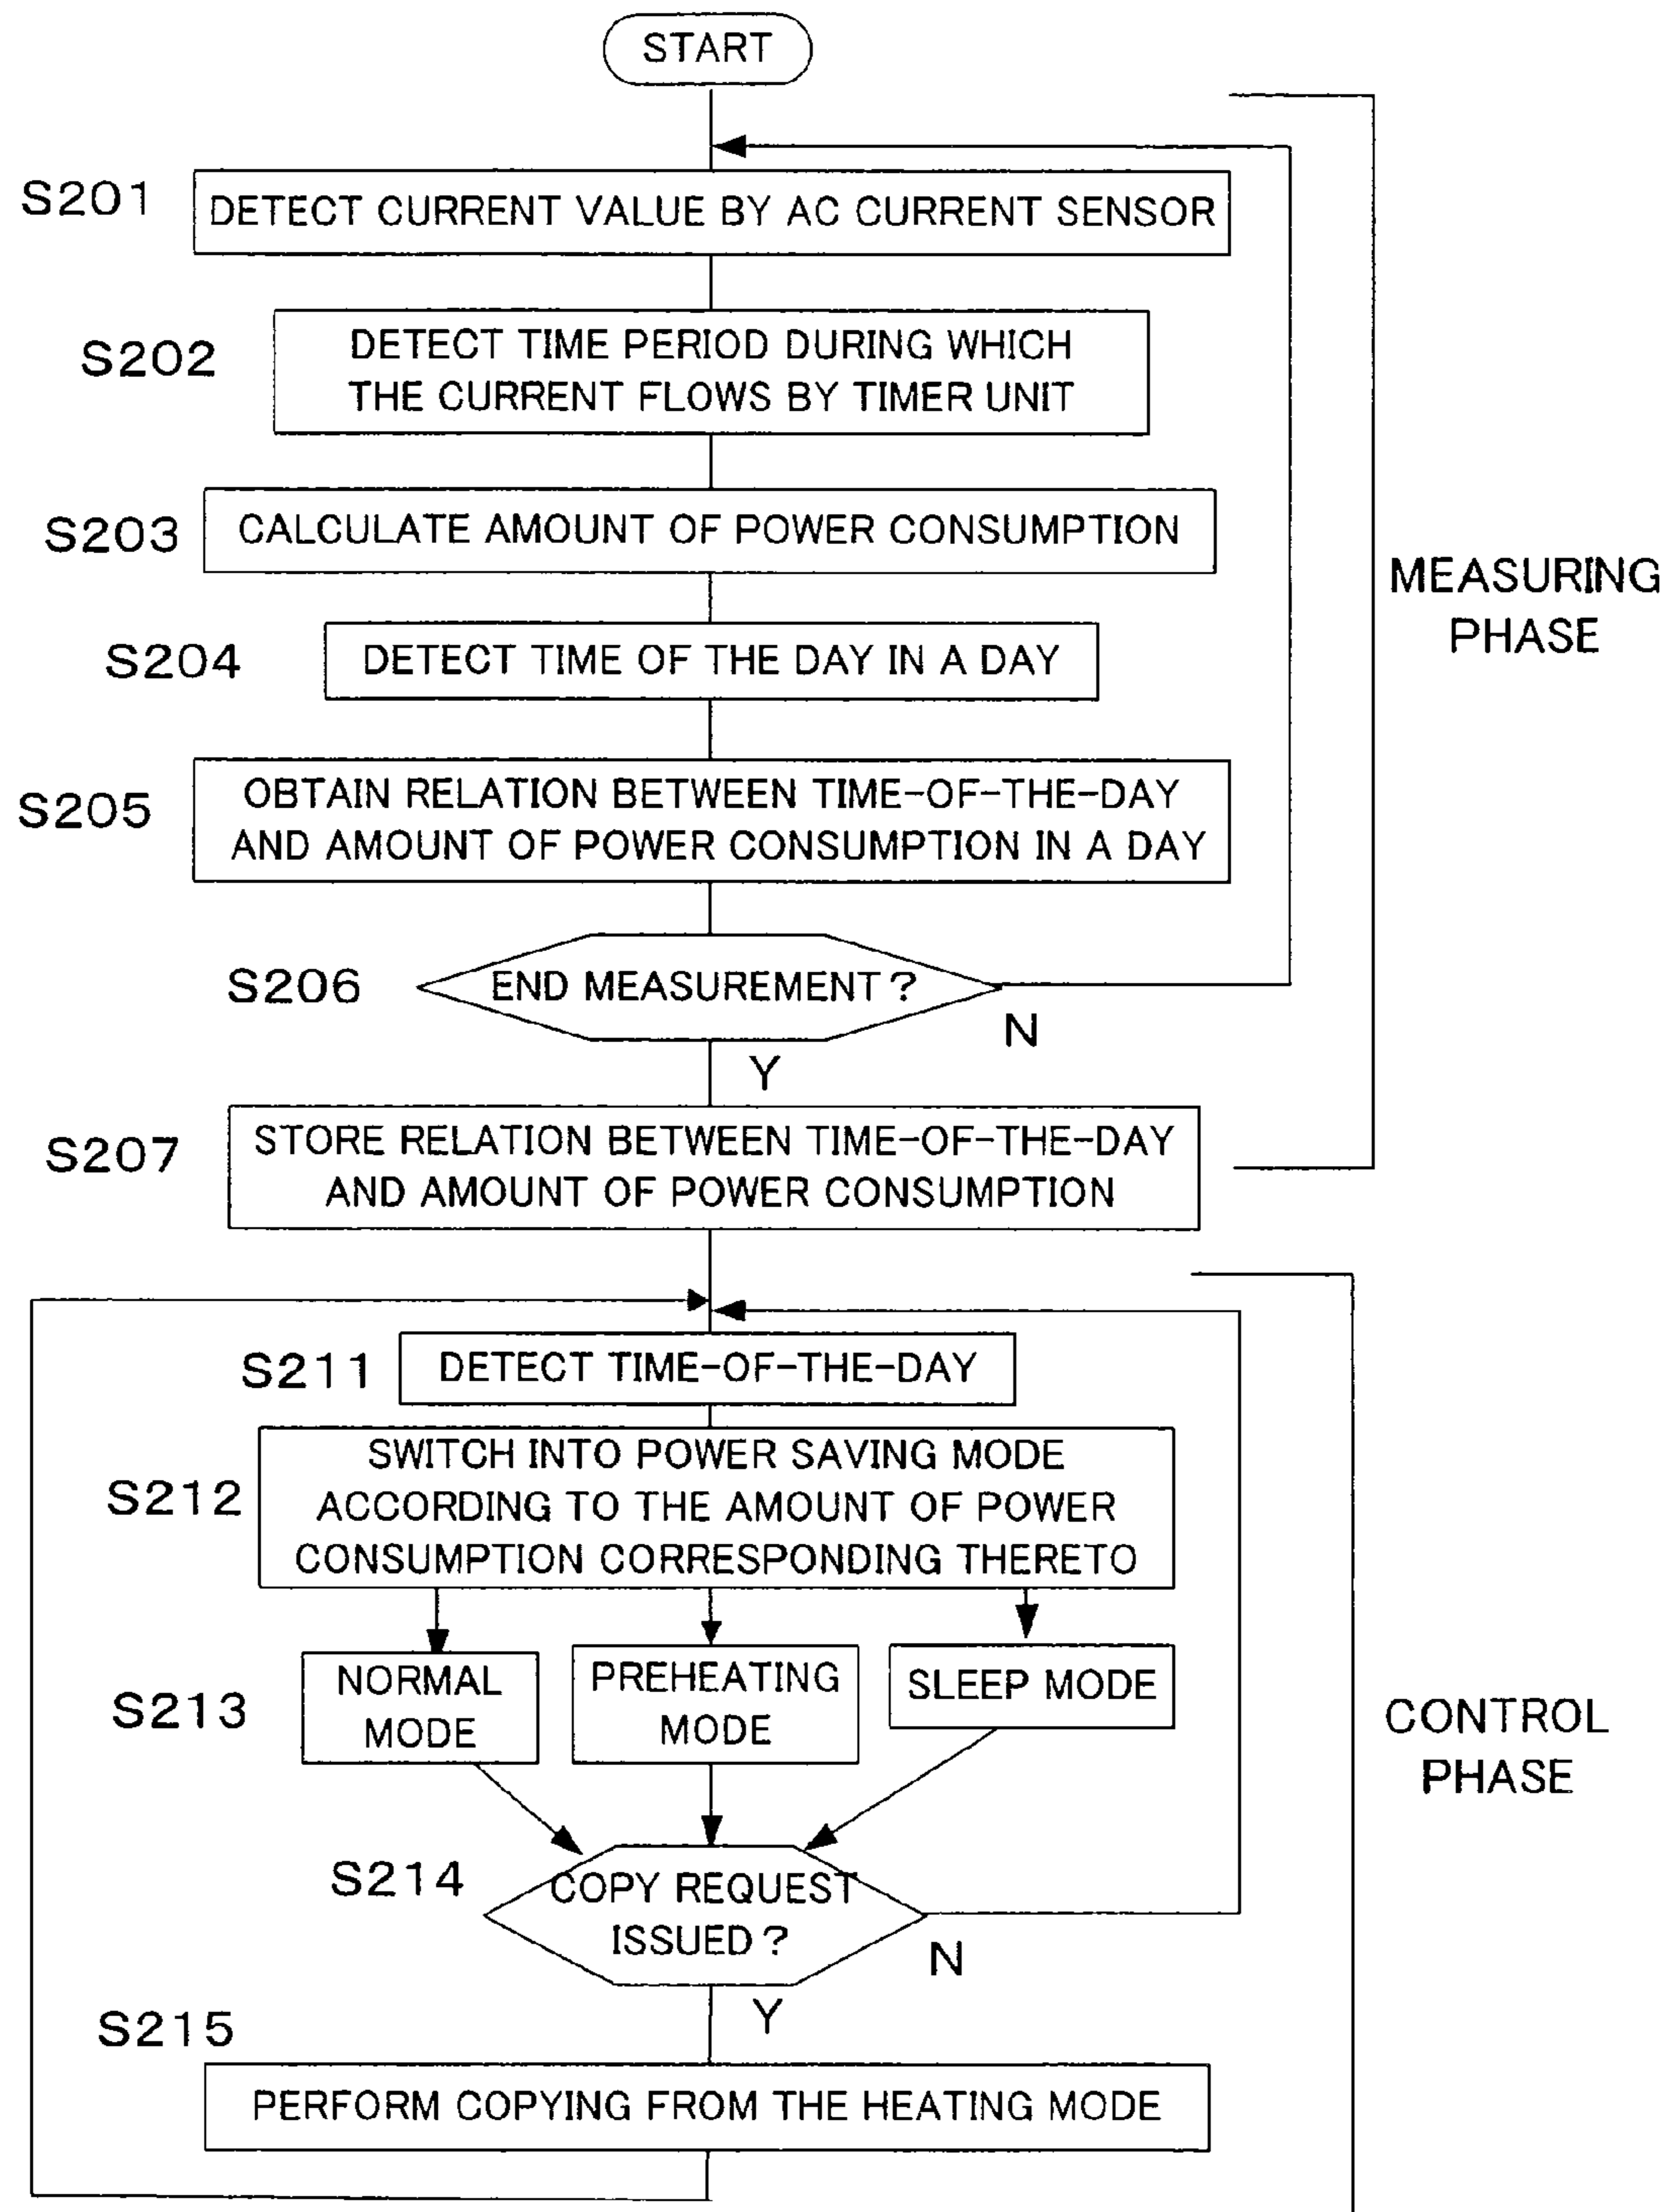 START
S201
DETECT CURRENT VALUE BY AC CURRENT SENSOR
S202
DETECT TIME PERIOD DURING WHICH
THE CURRENT FLOWS BY TIMER UNIT
S203
CALCULATE AMOUNT OF POWER CONSUMPTION
MEASURING
PHASE
S204
DETECT TIME OF THE DAY IN A DAY
S205
OBTAIN RELATION BETWEEN TIME-OF-THE-DAY
AND AMOUNT OF POWER CONSUMPTION IN A DAY
S206
END MEASUREMENT?
N
Y
S207
STORE RELATION BETWEEN TIME-OF-THE-DAY
AND AMOUNT OF POWER CONSUMPTION
S211
DETECT TIME-OF-THE-DAY
S212
SWITCH INTO POWER SAVING MODE
ACCORDING TO THE AMOUNT OF POWER
CONSUMPTION CORRESPONDING THERETO
S213
NORMAL
MODE
PREHEATING
MODE
SLEEP MODE
CONTROL
PHASE
S214
COPY REQUEST
ISSUED?
N
Y
S215
PERFORM COPYING FROM THE HEATING MODE